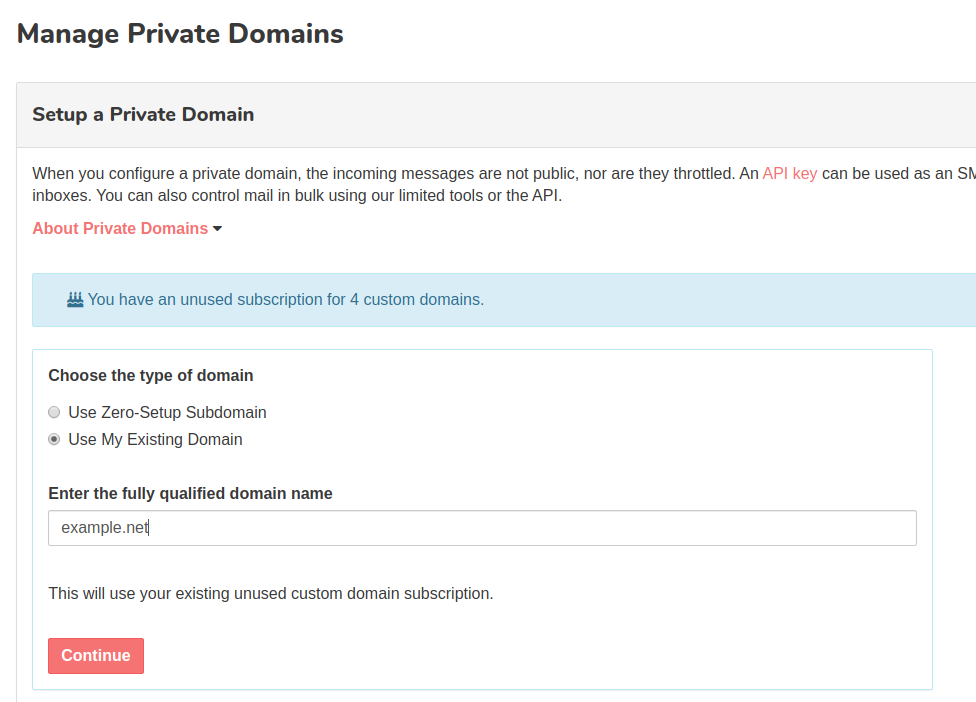 Manage Private Domains
Setup a Private Domain
When you configure a private domain, the incoming messages are not public, nor are they throttled. An API key can be used as an SM
inboxes. You can also control mail in bulk using our limited tools or the API.
About Private Domains
You have an unused subscription for 4 custom domains.
Choose the type of domain
Use Zero-Setup Subdomain
Use My Existing Domain
Enter the fully qualified domain name
example.net
This will use your existing unused custom domain subscription.
Continue